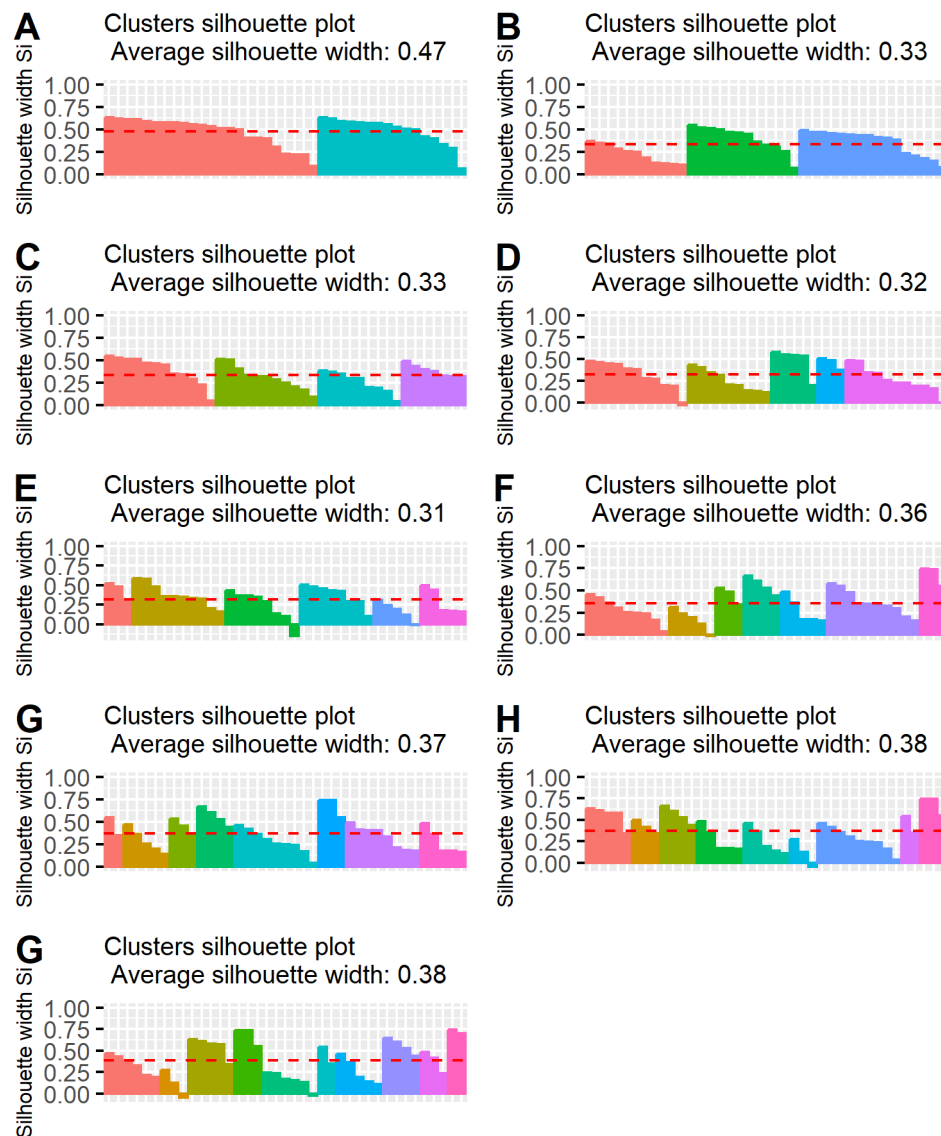 A Clusters silhouette plot
Average silhouette width: 0.47
Silhouette width Si
1.00
0.75
0.50
0.25
0.00
B Clusters silhouette plot
Average silhouette width: 0.33
Silhouette width Si
1.00
0.75
0.50
0.25
0.00
C Clusters silhouette plot
Average silhouette width: 0.33
Silhouette width Si
1.00
0.75
0.50
0.25
0.00
D Clusters silhouette plot
Average silhouette width: 0.32
Silhouette width Si
1.00
0.75
0.50
0.25
0.00
E Clusters silhouette plot
Average silhouette width: 0.31
Silhouette width Si
1.00
0.75
0.50
0.25
0.00
F Clusters silhouette plot
Average silhouette width: 0.36
Silhouette width Si
1.00
0.75
0.50
0.25
0.00
G Clusters silhouette plot
Average silhouette width: 0.37
Silhouette width Si
1.00
0.75
0.50
0.25
0.00
H Clusters silhouette plot
Average silhouette width: 0.38
Silhouette width Si
1.00
0.75
0.50
0.25
0.00
G Clusters silhouette plot
Average silhouette width: 0.38
Silhouette width Si
1.00
0.75
0.50
0.25
0.00